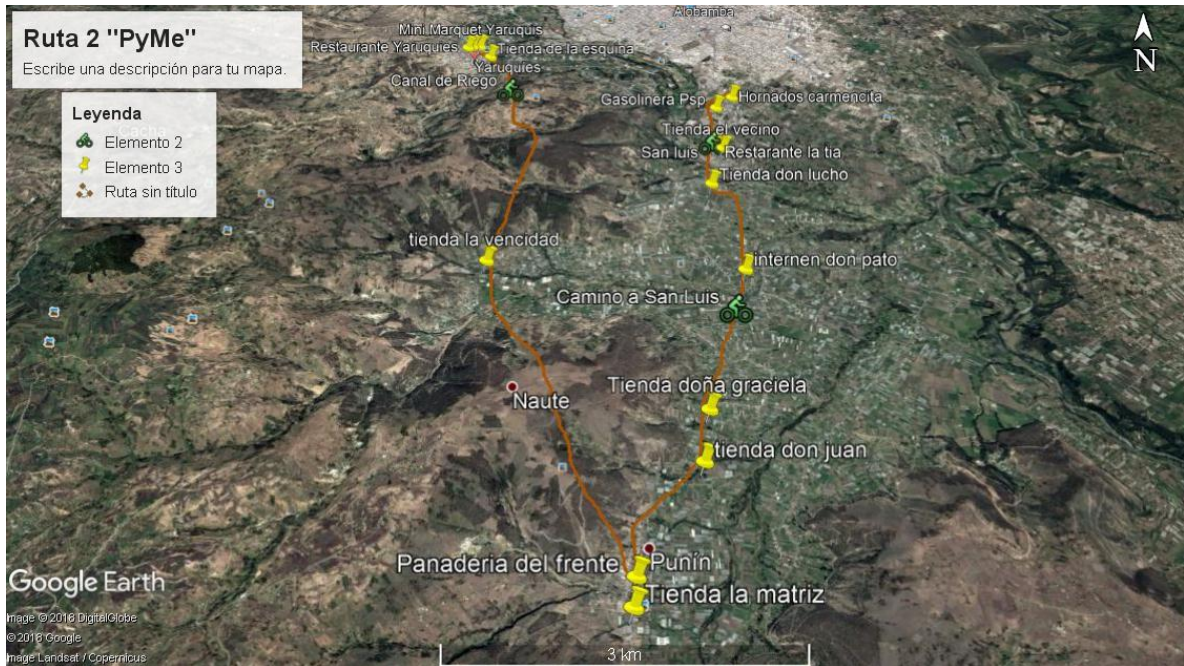 Ruta 2 "PyMe"
Escribe una descripción para tu mapa.
Leyenda
Elemento 2
Elemento 3
Ruta sin título
Alobamba
N
Mini Marquet Yaruquis
Restaurante Yaruquies
Tienda de la esquina
Yaruquies
Canal de Riego
Gasolinera Psp
Hornados carmencita
Tienda el vecino
San luis
Restarante la tia
Tienda don lucho
Cacha
tienda la vencidad
internen don pato
Camino a San Luis
Tienda doña graciela
Naute
tienda don juan
Panaderia del frente
Punín
Tienda la matriz
Google Earth
Image © 2018 DigitalGlobe
© 2018 Google
Image Landsat / Copernicus
3 km